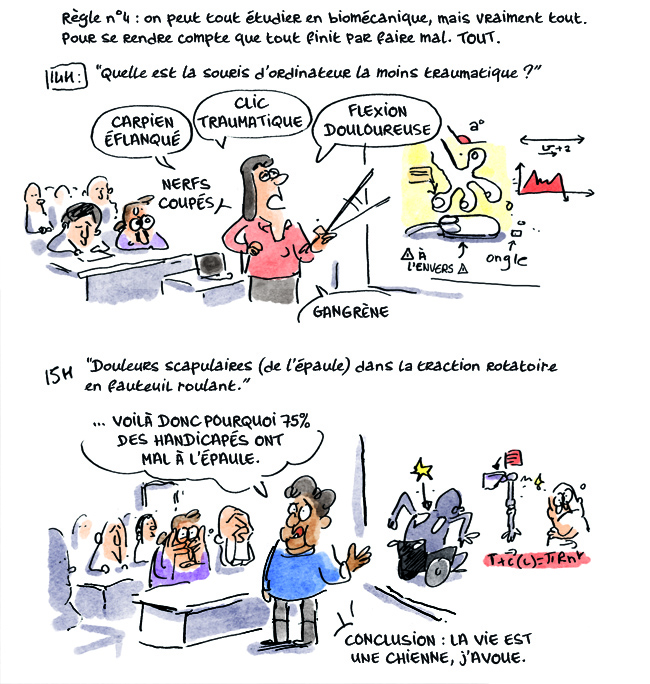 Règle n°4 : on peut tout étudier en biomécanique, mais vraiment tout.
Pour se rendre compte que tout finit par faire mal. TOUT.
14H :
"Quelle est la souris d'ordinateur la moins traumatique ?"
CARPIEN
ÉFLANQUÉ
CLIC
TRAUMATIQUE
FLEXION
DOULOUREUSE
NERFS
COUPÉS
a°
⚠ À
L'ENVERS ⚠
ongle
GANGRÈNE
15H
"Douleurs scapulaires (de l'épaule) dans la traction rotatoire
en fauteuil roulant."
... VOILÀ DONC POURQUOI 75%
DES HANDICAPÉS ONT
MAL À L'ÉPAULE.
CONCLUSION : LA VIE EST
UNE CHIENNE, J'AVOUE.